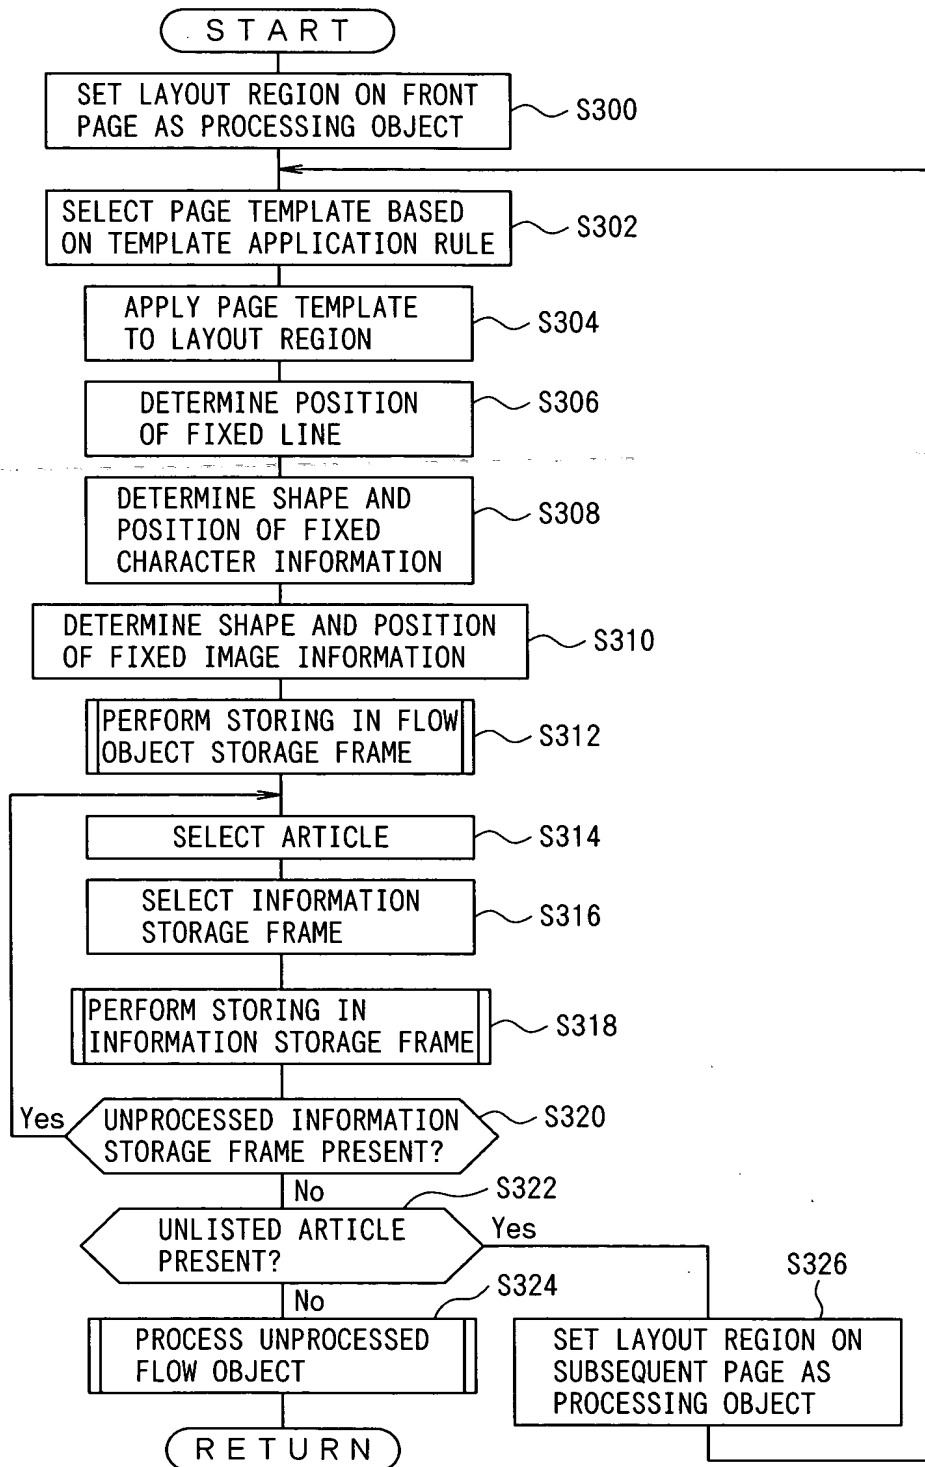 START
SET LAYOUT REGION ON FRONT
PAGE AS PROCESSING OBJECT
S300
SELECT PAGE TEMPLATE BASED
ON TEMPLATE APPLICATION RULE
S302
APPLY PAGE TEMPLATE
TO LAYOUT REGION
S304
DETERMINE POSITION
OF FIXED LINE
S306
DETERMINE SHAPE AND
POSITION OF FIXED
CHARACTER INFORMATION
S308
DETERMINE SHAPE AND POSITION
OF FIXED IMAGE INFORMATION
S310
PERFORM STORING IN FLOW
OBJECT STORAGE FRAME
S312
SELECT ARTICLE
S314
SELECT INFORMATION
STORAGE FRAME
S316
PERFORM STORING IN
INFORMATION STORAGE FRAME
S318
Yes
UNPROCESSED INFORMATION
STORAGE FRAME PRESENT?
S320
No
S322
UNLISTED ARTICLE
PRESENT?
Yes
No
S324
PROCESS UNPROCESSED
FLOW OBJECT
S326
SET LAYOUT REGION ON
SUBSEQUENT PAGE AS
PROCESSING OBJECT
RETURN